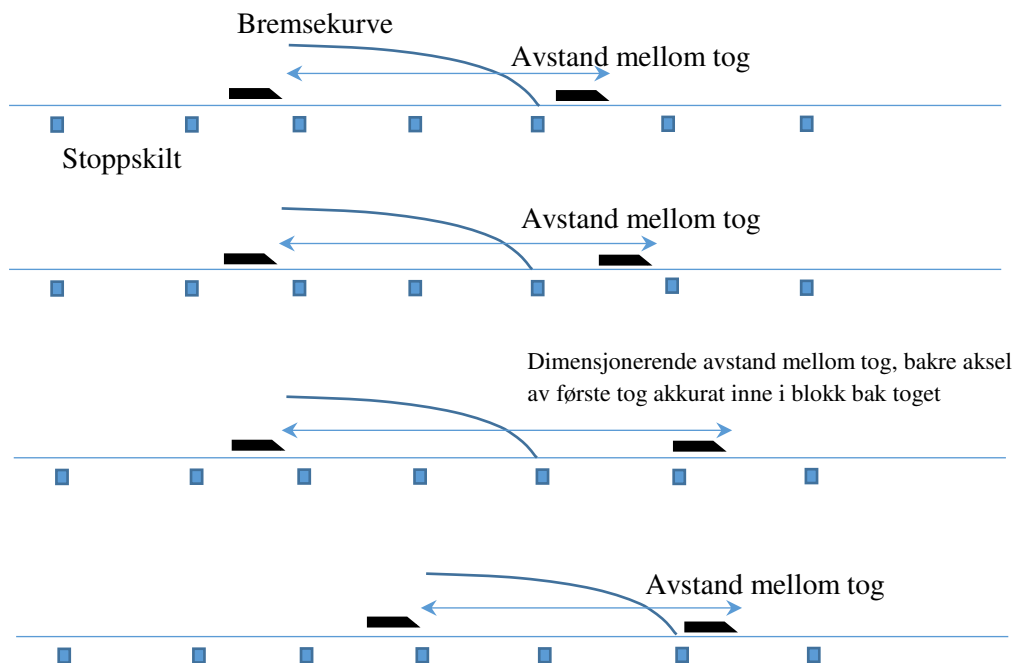 Bremsekurve
Avstand mellom tog
Stoppskilt
Avstand mellom tog
Dimensjonerende avstand mellom tog, bakre aksel
av første tog akkurat inne i blokk bak toget
Avstand mellom tog